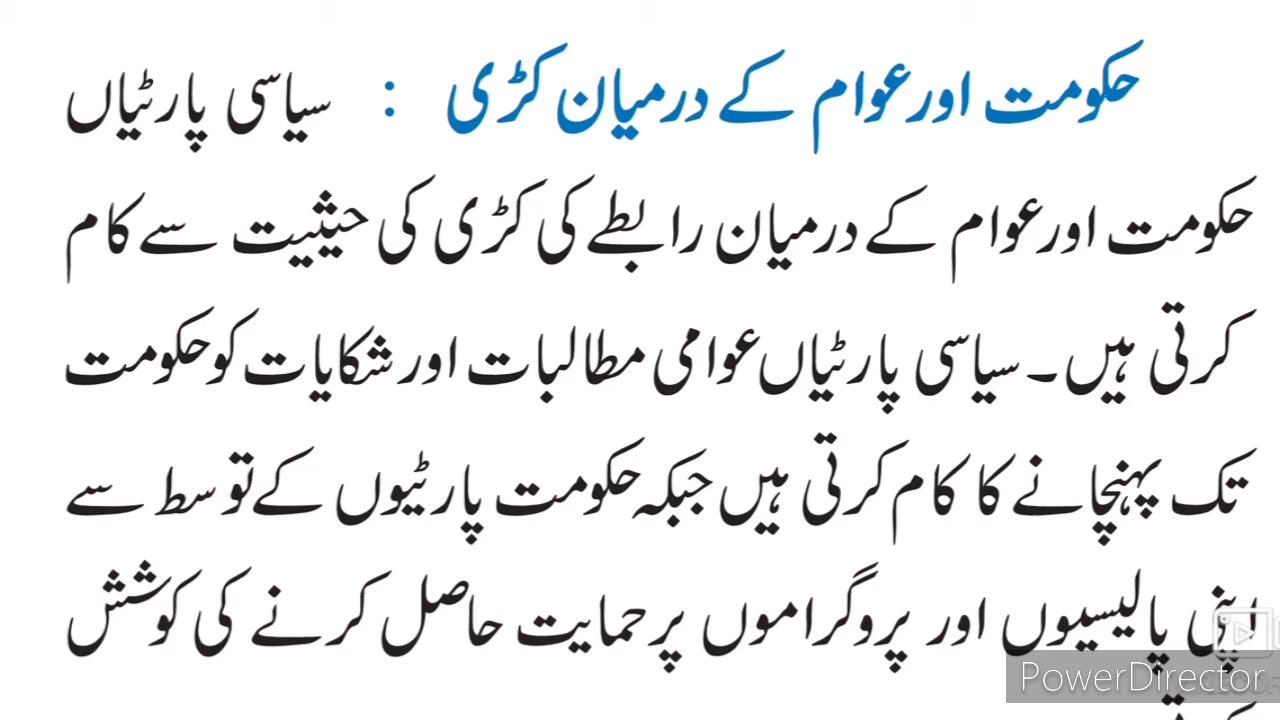 حکومت اور عوام کے درمیان کڑی : سیاسی پارٹیاں
حکومت اور عوام کے درمیان رابطے کی کڑی کی حیثیت سے کام
کرتی ہیں۔ سیاسی پارٹیاں عوامی مطالبات اور شکایات کو حکومت
تک پہنچانے کا کام کرتی ہیں جبکہ حکومت پارٹیوں کے توسط سے
اپنی پالیسیوں اور پروگراموں پر حمایت حاصل کرنے کی کوشش
PowerDirector